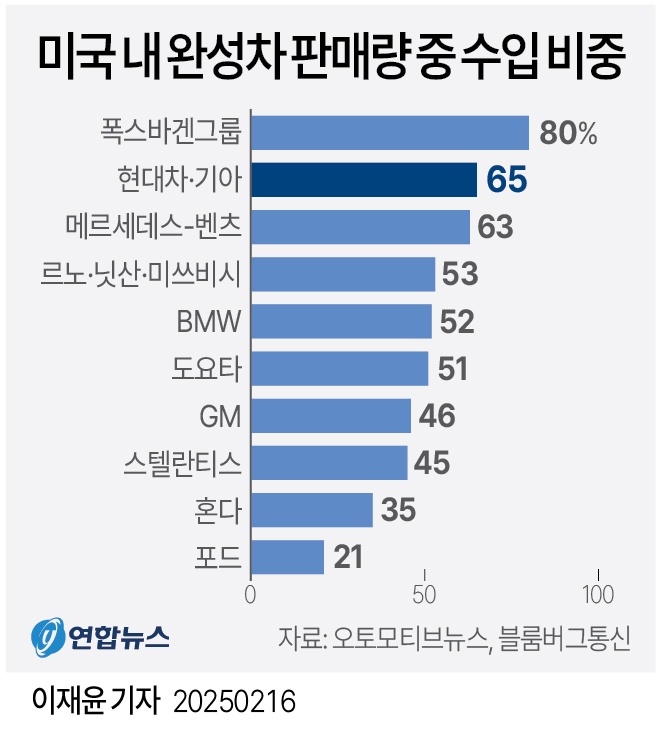 미국 내 완성차 판매량 중 수입 비중
폭스바겐그룹 80%
현대차·기아 65
메르세데스-벤츠 63
르노·닛산·미쓰비시 53
BMW 52
도요타 51
GM 46
스텔란티스 45
혼다 35
포드 21
0 50 100
연합뉴스 자료: 오토모티브뉴스, 블룸버그통신
이재윤 기자 20250216